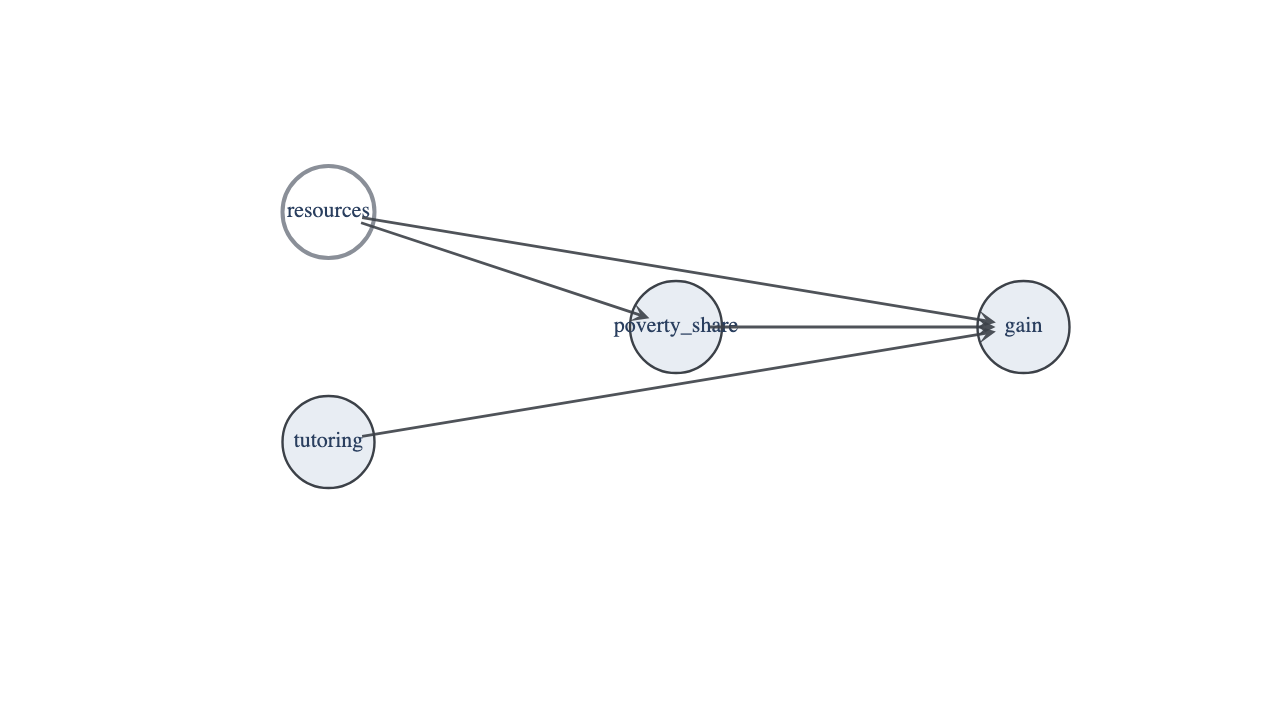 resources
poverty_share
gain
tutoring